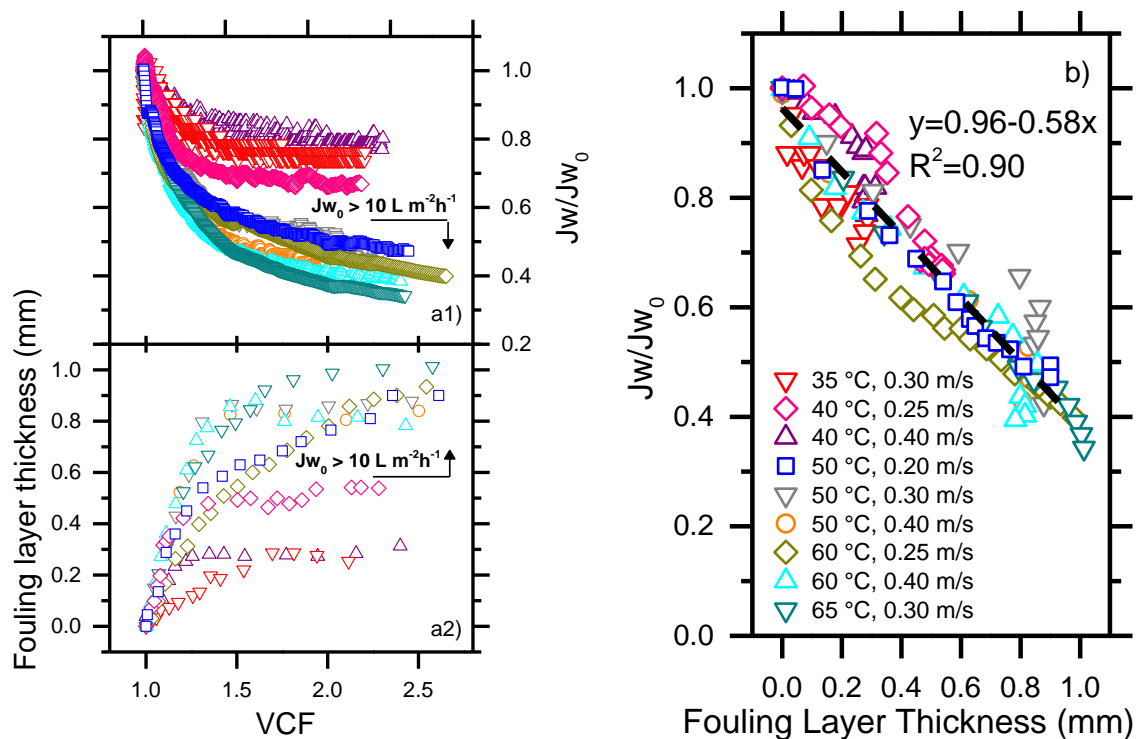 1.0
0.8
0.6
0.4
0.2
Jw/Jw0
Jw0 > 10 L m-2h-1
a1)
Fouling layer thickness (mm)
1.0
0.8
0.6
0.4
0.2
0.0
Jw0 > 10 L m-2h-1
a2)
1.0 1.5 2.0 2.5
VCF
b)
y=0.96-0.58x
R2=0.90
Jw/Jw0
1.0
0.8
0.6
0.4
0.2
0.0
35 °C, 0.30 m/s
40 °C, 0.25 m/s
40 °C, 0.40 m/s
50 °C, 0.20 m/s
50 °C, 0.30 m/s
50 °C, 0.40 m/s
60 °C, 0.25 m/s
60 °C, 0.40 m/s
65 °C, 0.30 m/s
0.0 0.2 0.4 0.6 0.8 1.0
Fouling Layer Thickness (mm)